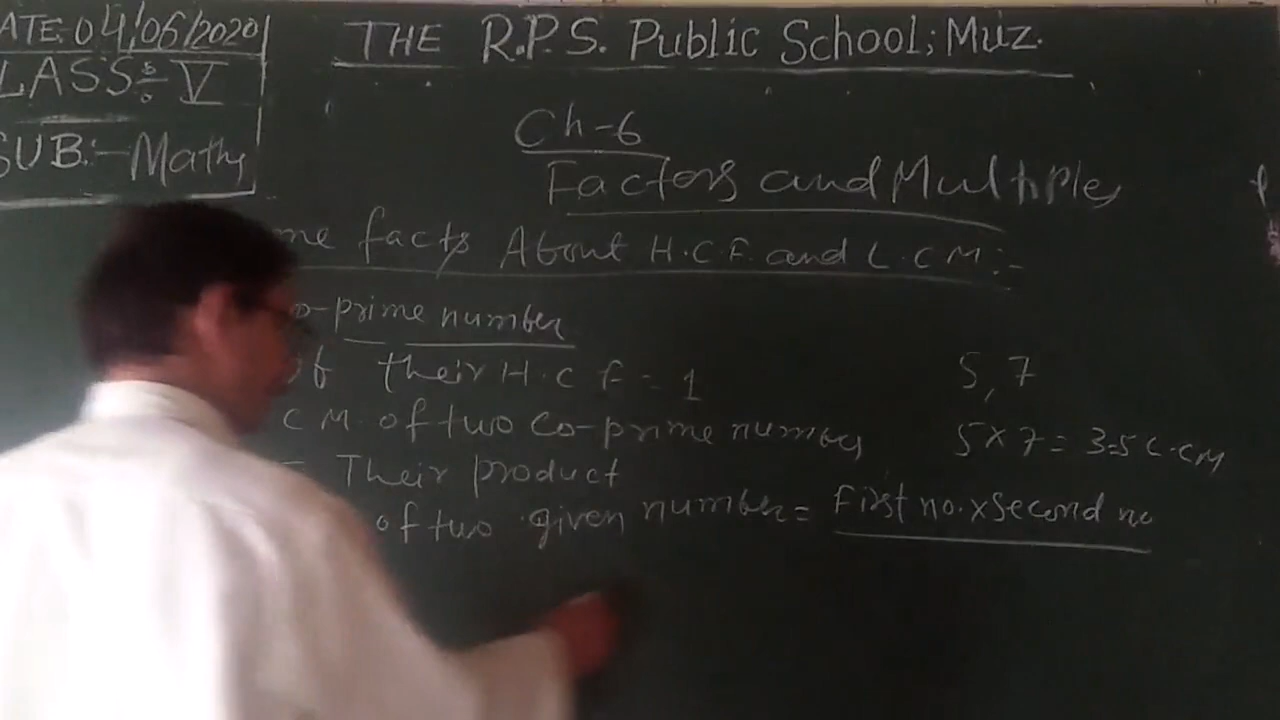 ATE:04/06/2020
THE R.P.S. Public School; Muz.
LASS:- V
SUB:- Maths
Ch-6
Factors and Multiples
me facts About H.C.F. and L.C.M:-
o-prime number
If their H.C.F = 1
5, 7
C M. of two Co-prime number
5 x 7 = 35 L.CM
= Their product
of two given number = First no. x Second no